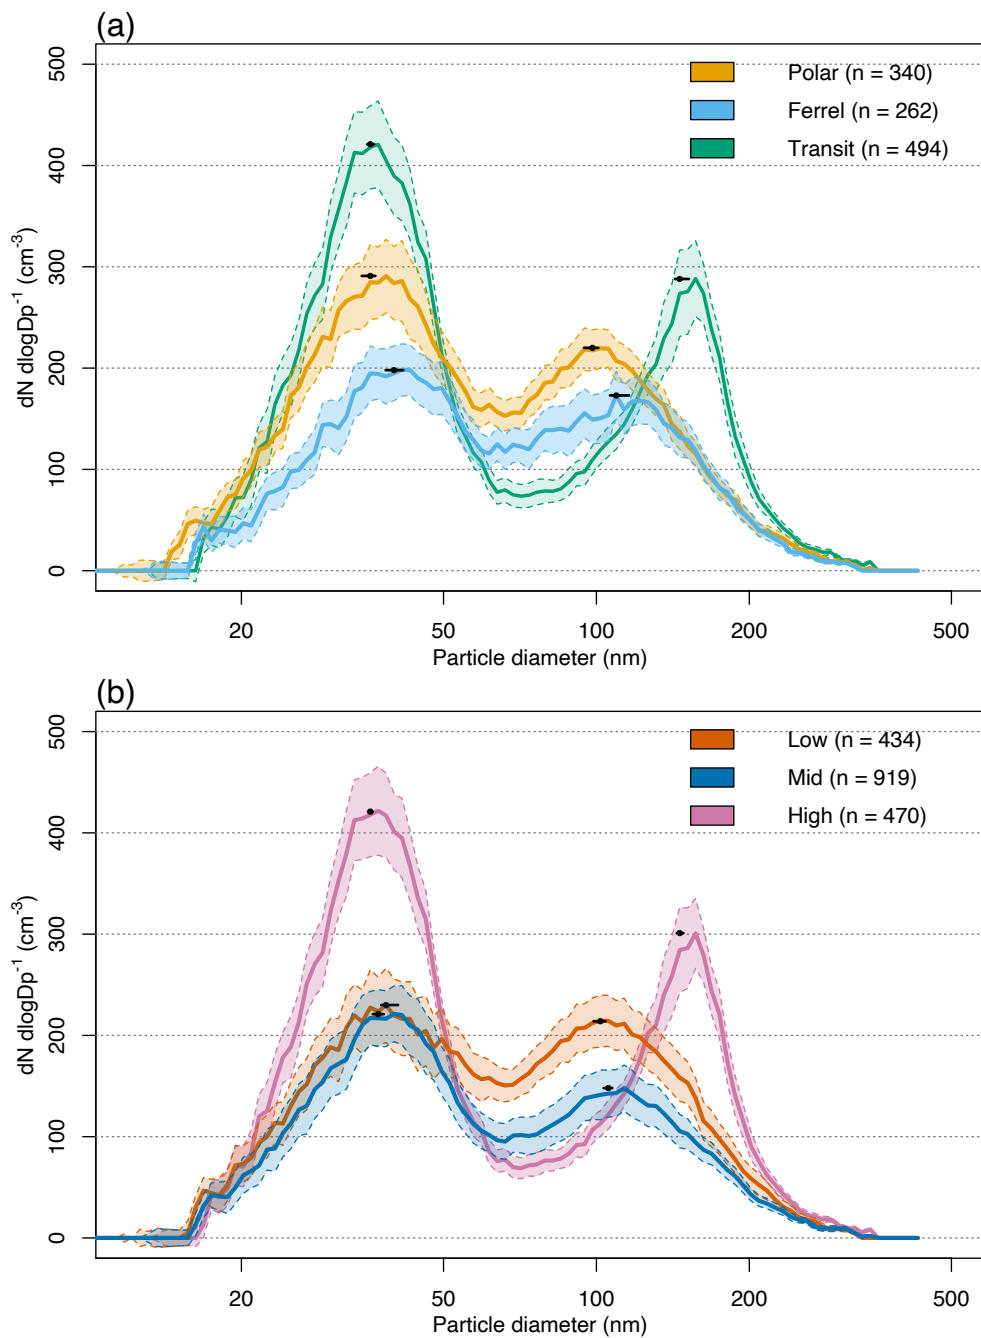 (a)
500
400
300
200
100
0
dN dlogDp⁻¹ (cm⁻³)
Polar (n = 340)
Ferrel (n = 262)
Transit (n = 494)
20 50 100 200 500
Particle diameter (nm)
(b)
500
400
300
200
100
0
dN dlogDp⁻¹ (cm⁻³)
Low (n = 434)
Mid (n = 919)
High (n = 470)
20 50 100 200 500
Particle diameter (nm)